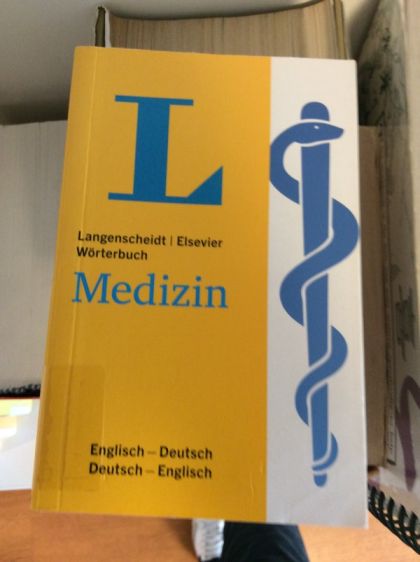 L
Langenscheidt | Elsevier
Wörterbuch
Medizin
Englisch – Deutsch
Deutsch – Englisch